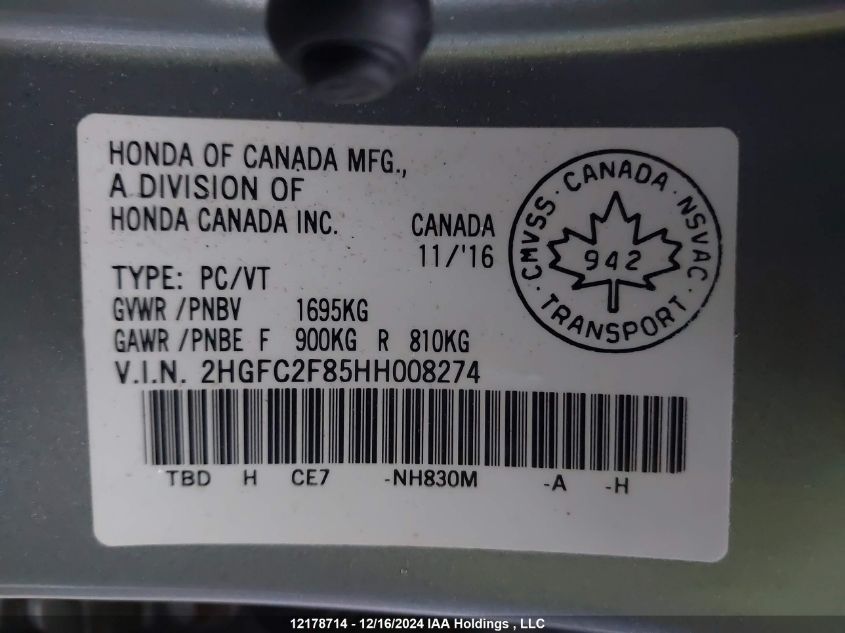 HONDA OF CANADA MFG.,
A DIVISION OF
HONDA CANADA INC. CANADA
11/'16
TYPE: PC/VT
GVWR /PNBV 1695KG
GAWR /PNBE F 900KG R 810KG
V.I.N. 2HGFC2F85HH008274
TBD H CE7 -NH830M -A -H
CMVSS · CANADA · NSVAC ·
942
TRANSPORT ·
12178714 - 12/16/2024 IAA Holdings , LLC